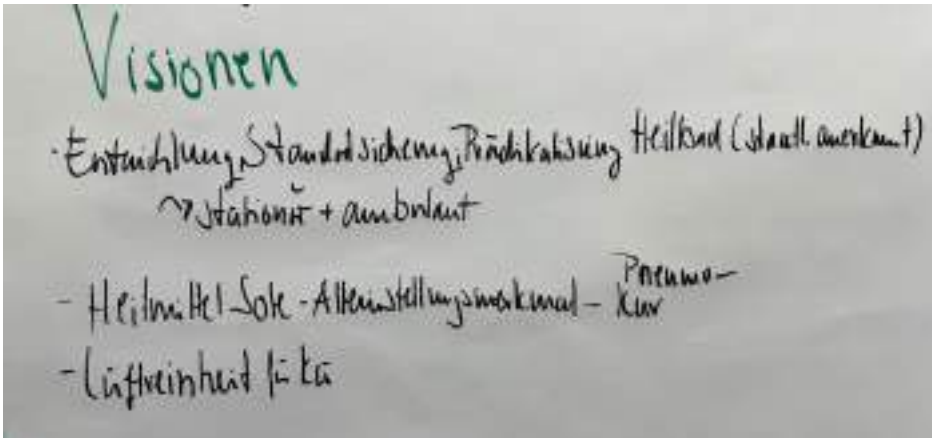 Visionen
- Entwicklung, Standortsicherung, Prädikatisierung Heilbad (staatl. anerkannt)
~> stationär + ambulant
- Heilmittel Sole - Alleinstellungsmerkmal - Pneumo-
Kur
- Luftreinheit für